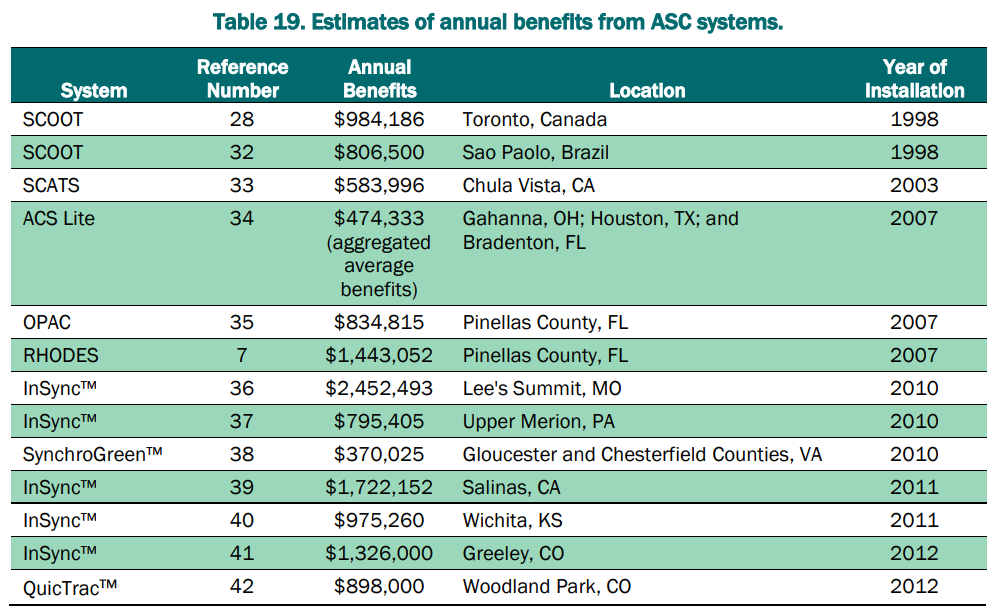 Table 19. Estimates of annual benefits from ASC systems.
System Reference Number Annual Benefits Location Year of Installation
SCOOT 28 $984,186 Toronto, Canada 1998
SCOOT 32 $806,500 Sao Paolo, Brazil 1998
SCATS 33 $583,996 Chula Vista, CA 2003
ACS Lite 34 $474,333 Gahanna, OH; Houston, TX; and 2007
(aggregated Bradenton, FL
average
benefits)
OPAC 35 $834,815 Pinellas County, FL 2007
RHODES 7 $1,443,052 Pinellas County, FL 2007
InSync™ 36 $2,452,493 Lee's Summit, MO 2010
InSync™ 37 $795,405 Upper Merion, PA 2010
SynchroGreen™ 38 $370,025 Gloucester and Chesterfield Counties, VA 2010
InSync™ 39 $1,722,152 Salinas, CA 2011
InSync™ 40 $975,260 Wichita, KS 2011
InSync™ 41 $1,326,000 Greeley, CO 2012
QuicTrac™ 42 $898,000 Woodland Park, CO 2012